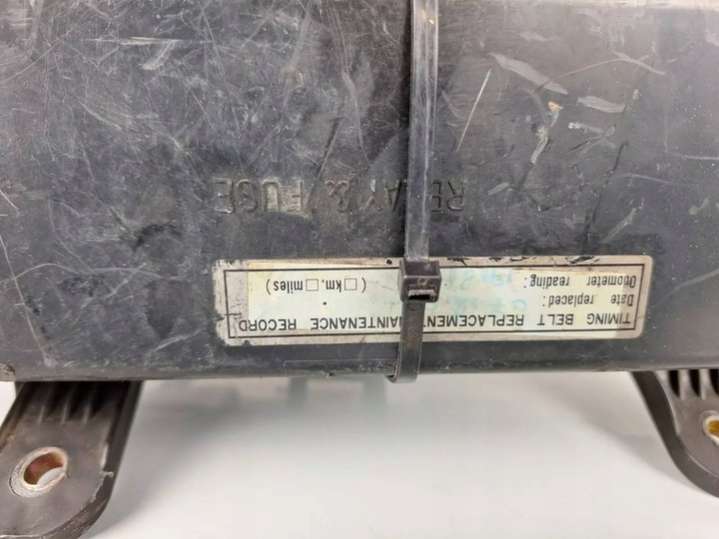 RELAY & FUSE
TIMING BELT REPLACEMENT MAINTENANCE RECORD
Date replaced:
Odometer reading: (□km. □miles)